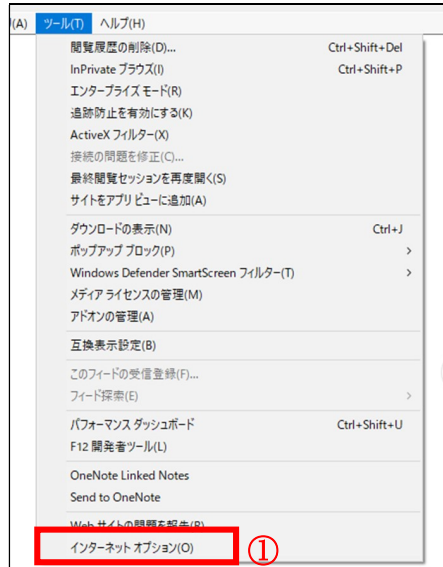 (A) ツール(T) ヘルプ(H)
閲覧履歴の削除(D)... Ctrl+Shift+Del
InPrivate ブラウズ(I) Ctrl+Shift+P
エンタープライズ モード(R)
追跡防止を有効にする(K)
ActiveX フィルター(X)
接続の問題を修正(C)...
最終閲覧セッションを再度開く(S)
サイトをアプリ ビューに追加(A)
ダウンロードの表示(N) Ctrl+J
ポップアップ ブロック(P) >
Windows Defender SmartScreen フィルター(T) >
メディア ライセンスの管理(M)
アドオンの管理(A)
互換表示設定(B)
このフィードの受信登録(F)...
フィード探索(E) >
パフォーマンス ダッシュボード Ctrl+Shift+U
F12 開発者ツール(L)
OneNote Linked Notes
Send to OneNote
Web サイトの問題を報告(R)
インターネット オプション(O) ①